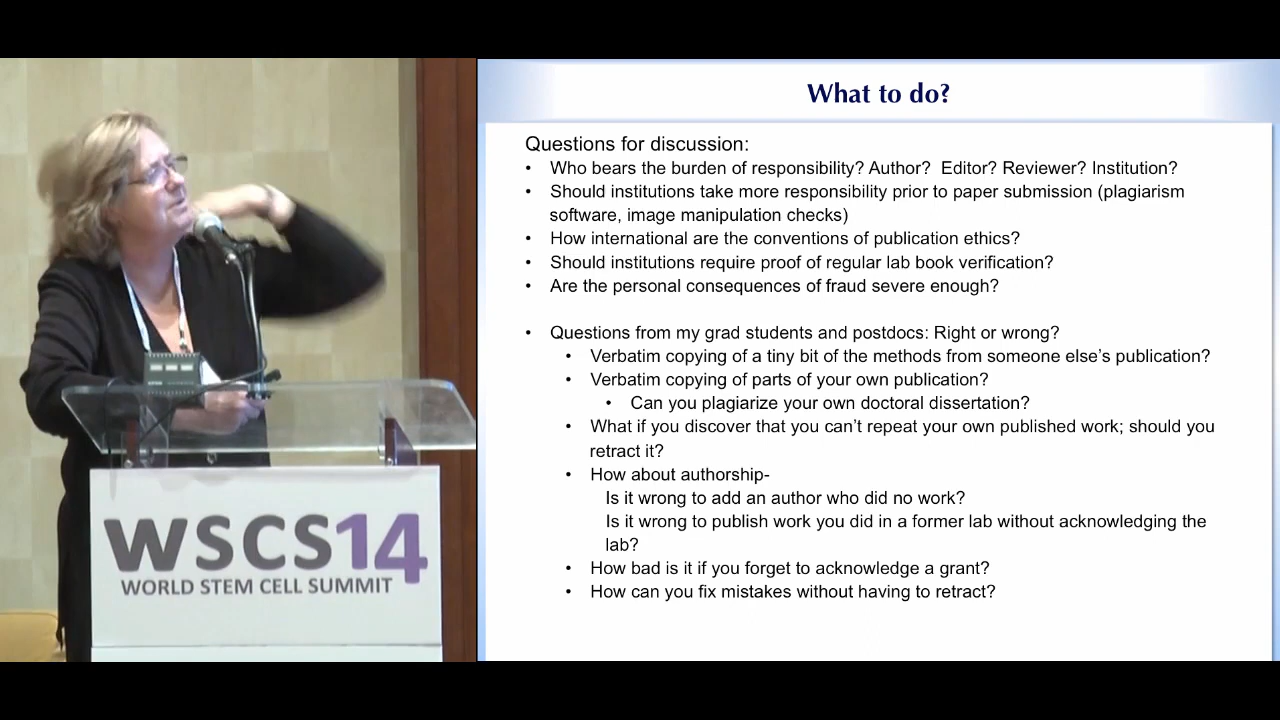 What to do?
Questions for discussion:
• Who bears the burden of responsibility? Author?  Editor? Reviewer? Institution?
• Should institutions take more responsibility prior to paper submission (plagiarism
software, image manipulation checks)
• How international are the conventions of publication ethics?
• Should institutions require proof of regular lab book verification?
• Are the personal consequences of fraud severe enough?
• Questions from my grad students and postdocs: Right or wrong?
• Verbatim copying of a tiny bit of the methods from someone else’s publication?
• Verbatim copying of parts of your own publication?
• Can you plagiarize your own doctoral dissertation?
• What if you discover that you can’t repeat your own published work; should you
retract it?
• How about authorship-
Is it wrong to add an author who did no work?
Is it wrong to publish work you did in a former lab without acknowledging the
lab?
• How bad is it if you forget to acknowledge a grant?
• How can you fix mistakes without having to retract?
WSCS14
WORLD STEM CELL SUMMIT